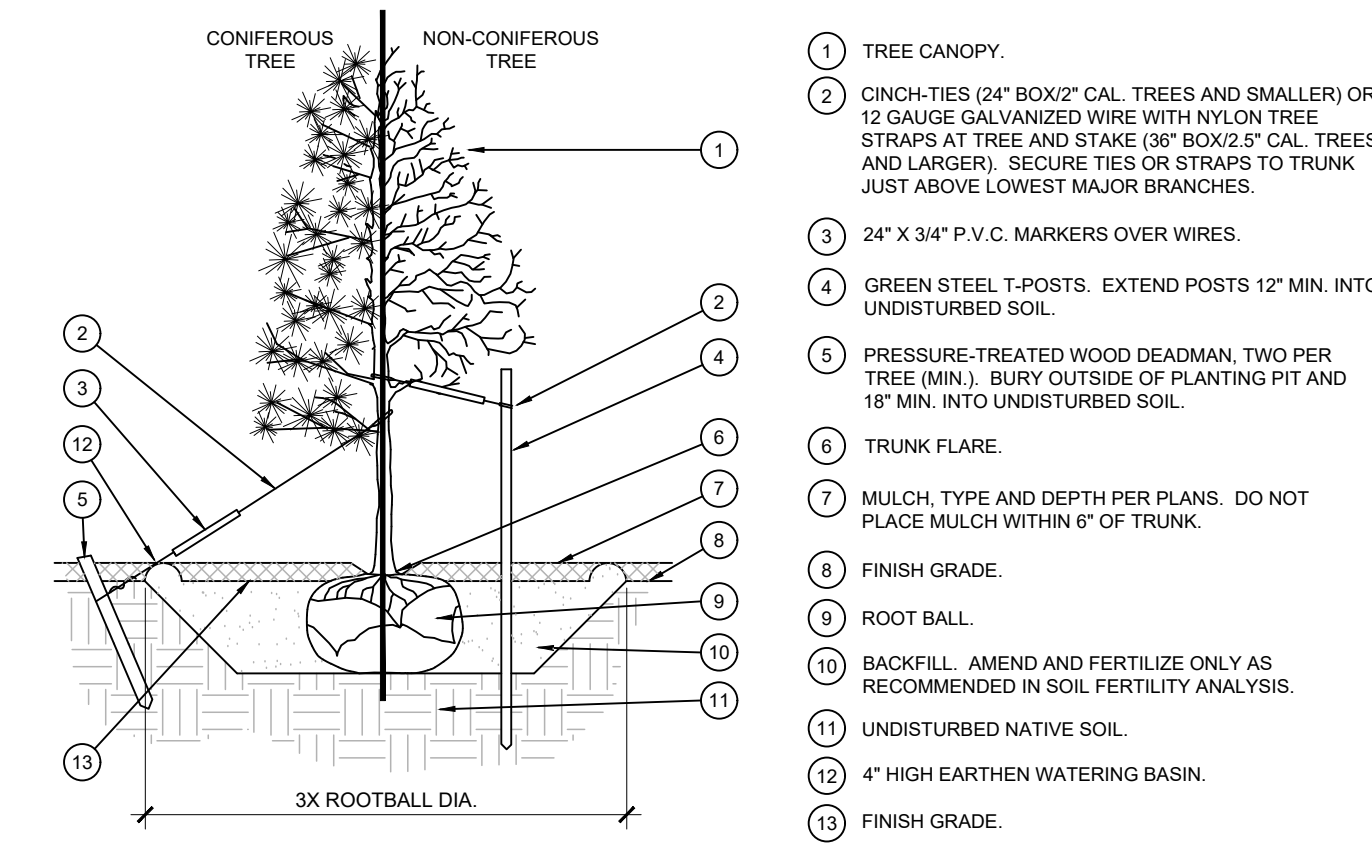 CONIFEROUS
TREE
NON-CONIFEROUS
TREE
1
2
4
6
7
8
9
10
11
2
3
12
5
13
3X ROOTBALL DIA.
1 TREE CANOPY.
2 CINCH-TIES (24" BOX/2" CAL. TREES AND SMALLER) OR
12 GAUGE GALVANIZED WIRE WITH NYLON TREE
STRAPS AT TREE AND STAKE (36" BOX/2.5" CAL. TREES
AND LARGER). SECURE TIES OR STRAPS TO TRUNK
JUST ABOVE LOWEST MAJOR BRANCHES.
3 24" X 3/4" P.V.C. MARKERS OVER WIRES.
4 GREEN STEEL T-POSTS. EXTEND POSTS 12" MIN. INTO
UNDISTURBED SOIL.
5 PRESSURE-TREATED WOOD DEADMAN, TWO PER
TREE (MIN.). BURY OUTSIDE OF PLANTING PIT AND
18" MIN. INTO UNDISTURBED SOIL.
6 TRUNK FLARE.
7 MULCH, TYPE AND DEPTH PER PLANS. DO NOT
PLACE MULCH WITHIN 6" OF TRUNK.
8 FINISH GRADE.
9 ROOT BALL.
10 BACKFILL. AMEND AND FERTILIZE ONLY AS
RECOMMENDED IN SOIL FERTILITY ANALYSIS.
11 UNDISTURBED NATIVE SOIL.
12 4" HIGH EARTHEN WATERING BASIN.
13 FINISH GRADE.